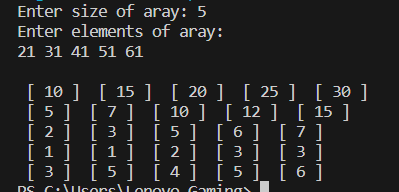 Enter size of aray: 5
Enter elements of aray:
21 31 41 51 61
[ 10 ] [ 15 ] [ 20 ] [ 25 ] [ 30 ]
[ 5 ] [ 7 ] [ 10 ] [ 12 ] [ 15 ]
[ 2 ] [ 3 ] [ 5 ] [ 6 ] [ 7 ]
[ 1 ] [ 1 ] [ 2 ] [ 3 ] [ 3 ]
[ 3 ] [ 5 ] [ 4 ] [ 5 ] [ 6 ]
PS C:\Users\Lenovo Gaming>